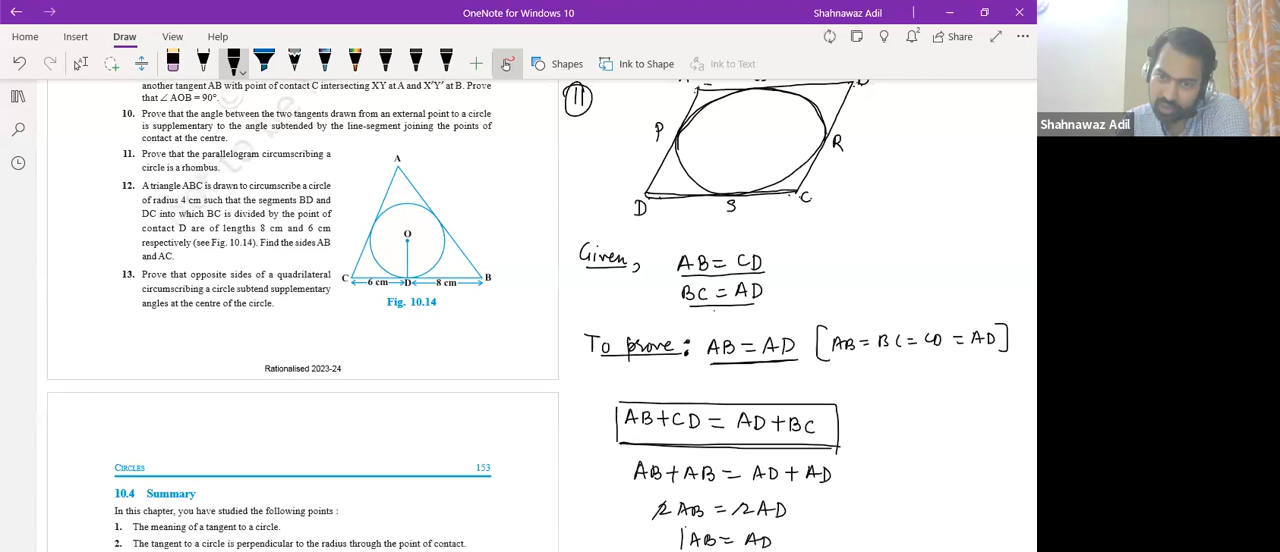 OneNote for Windows 10
Shahnawaz Adil
Home Insert Draw View Help
Share
Shapes
Ink to Shape
Ink to Text
another tangent AB with point of contact C intersecting XY at A and X′Y′ at B. Prove
that ∠ AOB = 90°.
10. Prove that the angle between the two tangents drawn from an external point to a circle
is supplementary to the angle subtended by the line-segment joining the points of
contact at the centre.
11. Prove that the parallelogram circumscribing a
circle is a rhombus.
12. A triangle ABC is drawn to circumscribe a circle
of radius 4 cm such that the segments BD and
DC into which BC is divided by the point of
contact D are of lengths 8 cm and 6 cm
respectively (see Fig. 10.14). Find the sides AB
and AC.
13. Prove that opposite sides of a quadrilateral
circumscribing a circle subtend supplementary
angles at the centre of the circle.
A
O
C
6 cm
D
8 cm
B
Fig. 10.14
Rationalised 2023-24
CIRCLES 153
10.4 Summary
In this chapter, you have studied the following points :
1. The meaning of a tangent to a circle.
2. The tangent to a circle is perpendicular to the radius through the point of contact.
11
P
R
D
S
C
Given, AB = CD
BC = AD
To prove: AB = AD [AB = BC = CD = AD]
AB+CD = AD+BC
AB+AB = AD+AD
2AB = 2AD
AB = AD
Shahnawaz Adil